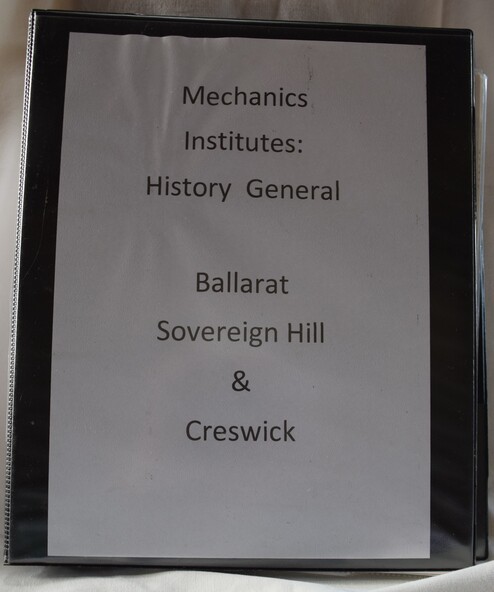 Mechanics
Institutes:
History General
Ballarat
Sovereign Hill
&
Creswick